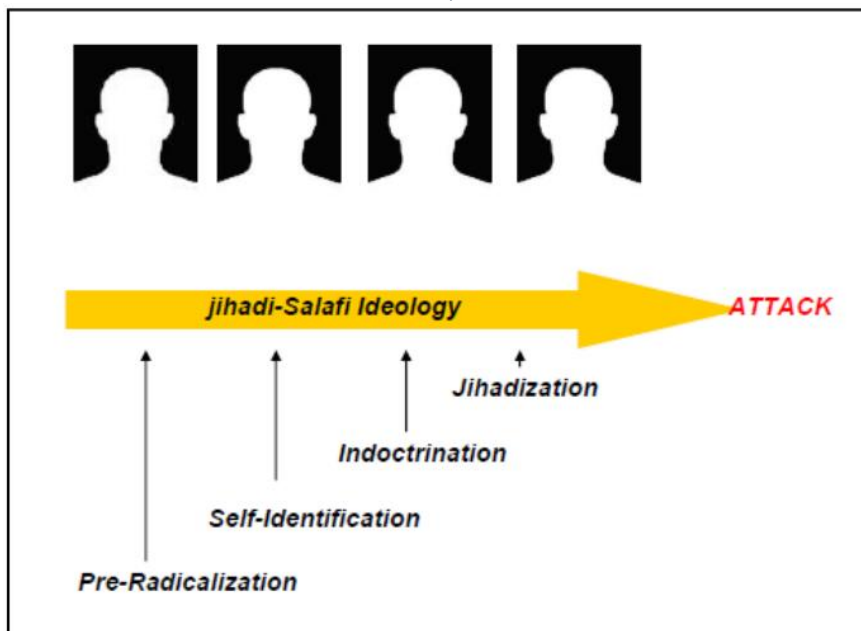 jihadi-Salafi Ideology
ATTACK
Jihadization
Indoctrination
Self-Identification
Pre-Radicalization